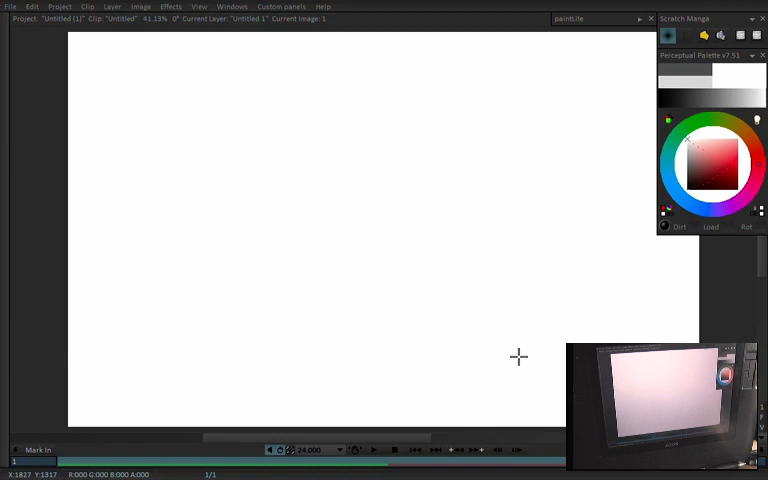 File Edit Project Clip Layer Image Effects View Windows Custom panels Help
Project: "Untitled (1)" Clip: "Untitled" 41.13% 0° Current Layer: "Untitled 1" Current Image: 1
paintLite
Scratch Manga
Perceptual Palette v7.51
Dirt Load Rot
Mark In
24.000
1
X:1827 Y:1317 R:000 G:000 B:000 A:000 1/1
1
F
V